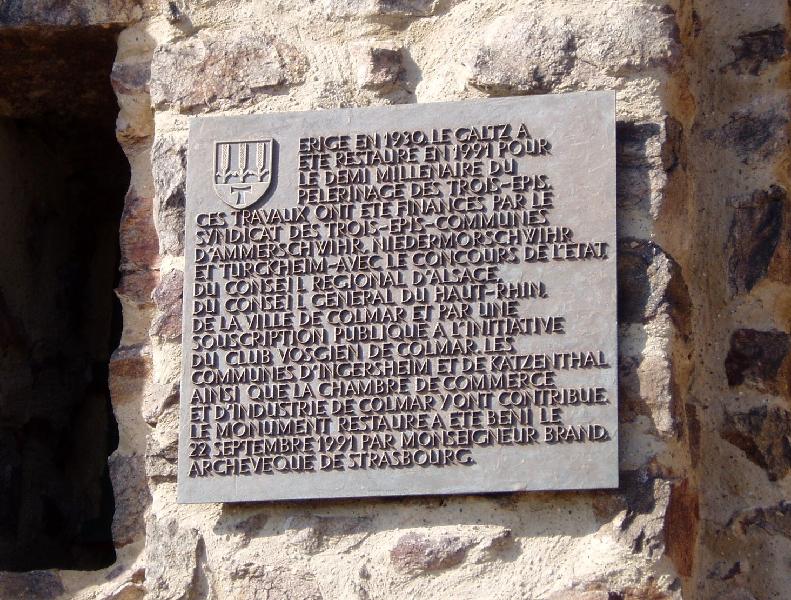 ERIGE EN 1930, LE GALTZ A
ETE RESTAURE EN 1991 POUR
LE DEMI MILLENAIRE DU
PELERINAGE DES TROIS-EPIS.
CES TRAVAUX ONT ETE FINANCES PAR LE
SYNDICAT DES TROIS-EPIS-COMMUNES
D'AMMERSCHWIHR, NIEDERMORSCHWIHR
ET TURCKHEIM-AVEC LE CONCOURS DE L'ETAT,
DU CONSEIL REGIONAL D'ALSACE,
DU CONSEIL GENERAL DU HAUT-RHIN,
DE LA VILLE DE COLMAR ET PAR UNE
SOUSCRIPTION PUBLIQUE A L'INITIATIVE
DU CLUB VOSGIEN DE COLMAR. LES
COMMUNES D'INGERSHEIM ET DE KATZENTHAL
AINSI QUE LA CHAMBRE DE COMMERCE
ET D'INDUSTRIE DE COLMAR Y ONT CONTRIBUE.
LE MONUMENT RESTAURE A ETE BENI LE
22 SEPTEMBRE 1991 PAR MONSEIGNEUR BRAND,
ARCHEVEQUE DE STRASBOURG.